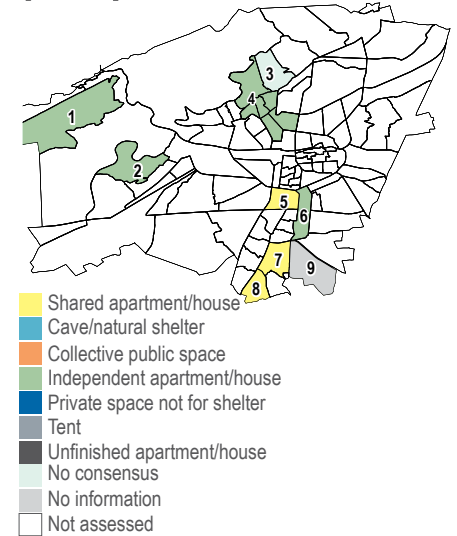 3
4
1
2
5
6
7
9
8
Shared apartment/house
Cave/natural shelter
Collective public space
Independent apartment/house
Private space not for shelter
Tent
Unfinished apartment/house
No consensus
No information
Not assessed